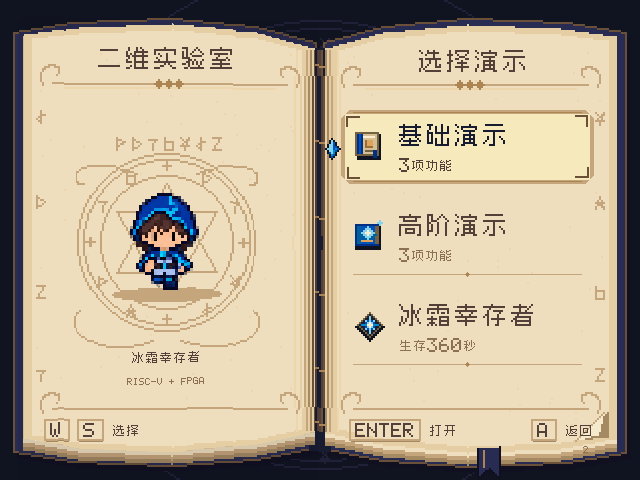 二维实验室
冰霜幸存者
RISC-V + FPGA
W S 选择
选择演示
基础演示
3项功能
高阶演示
3项功能
冰霜幸存者
生存360秒
ENTER 打开
A 返回